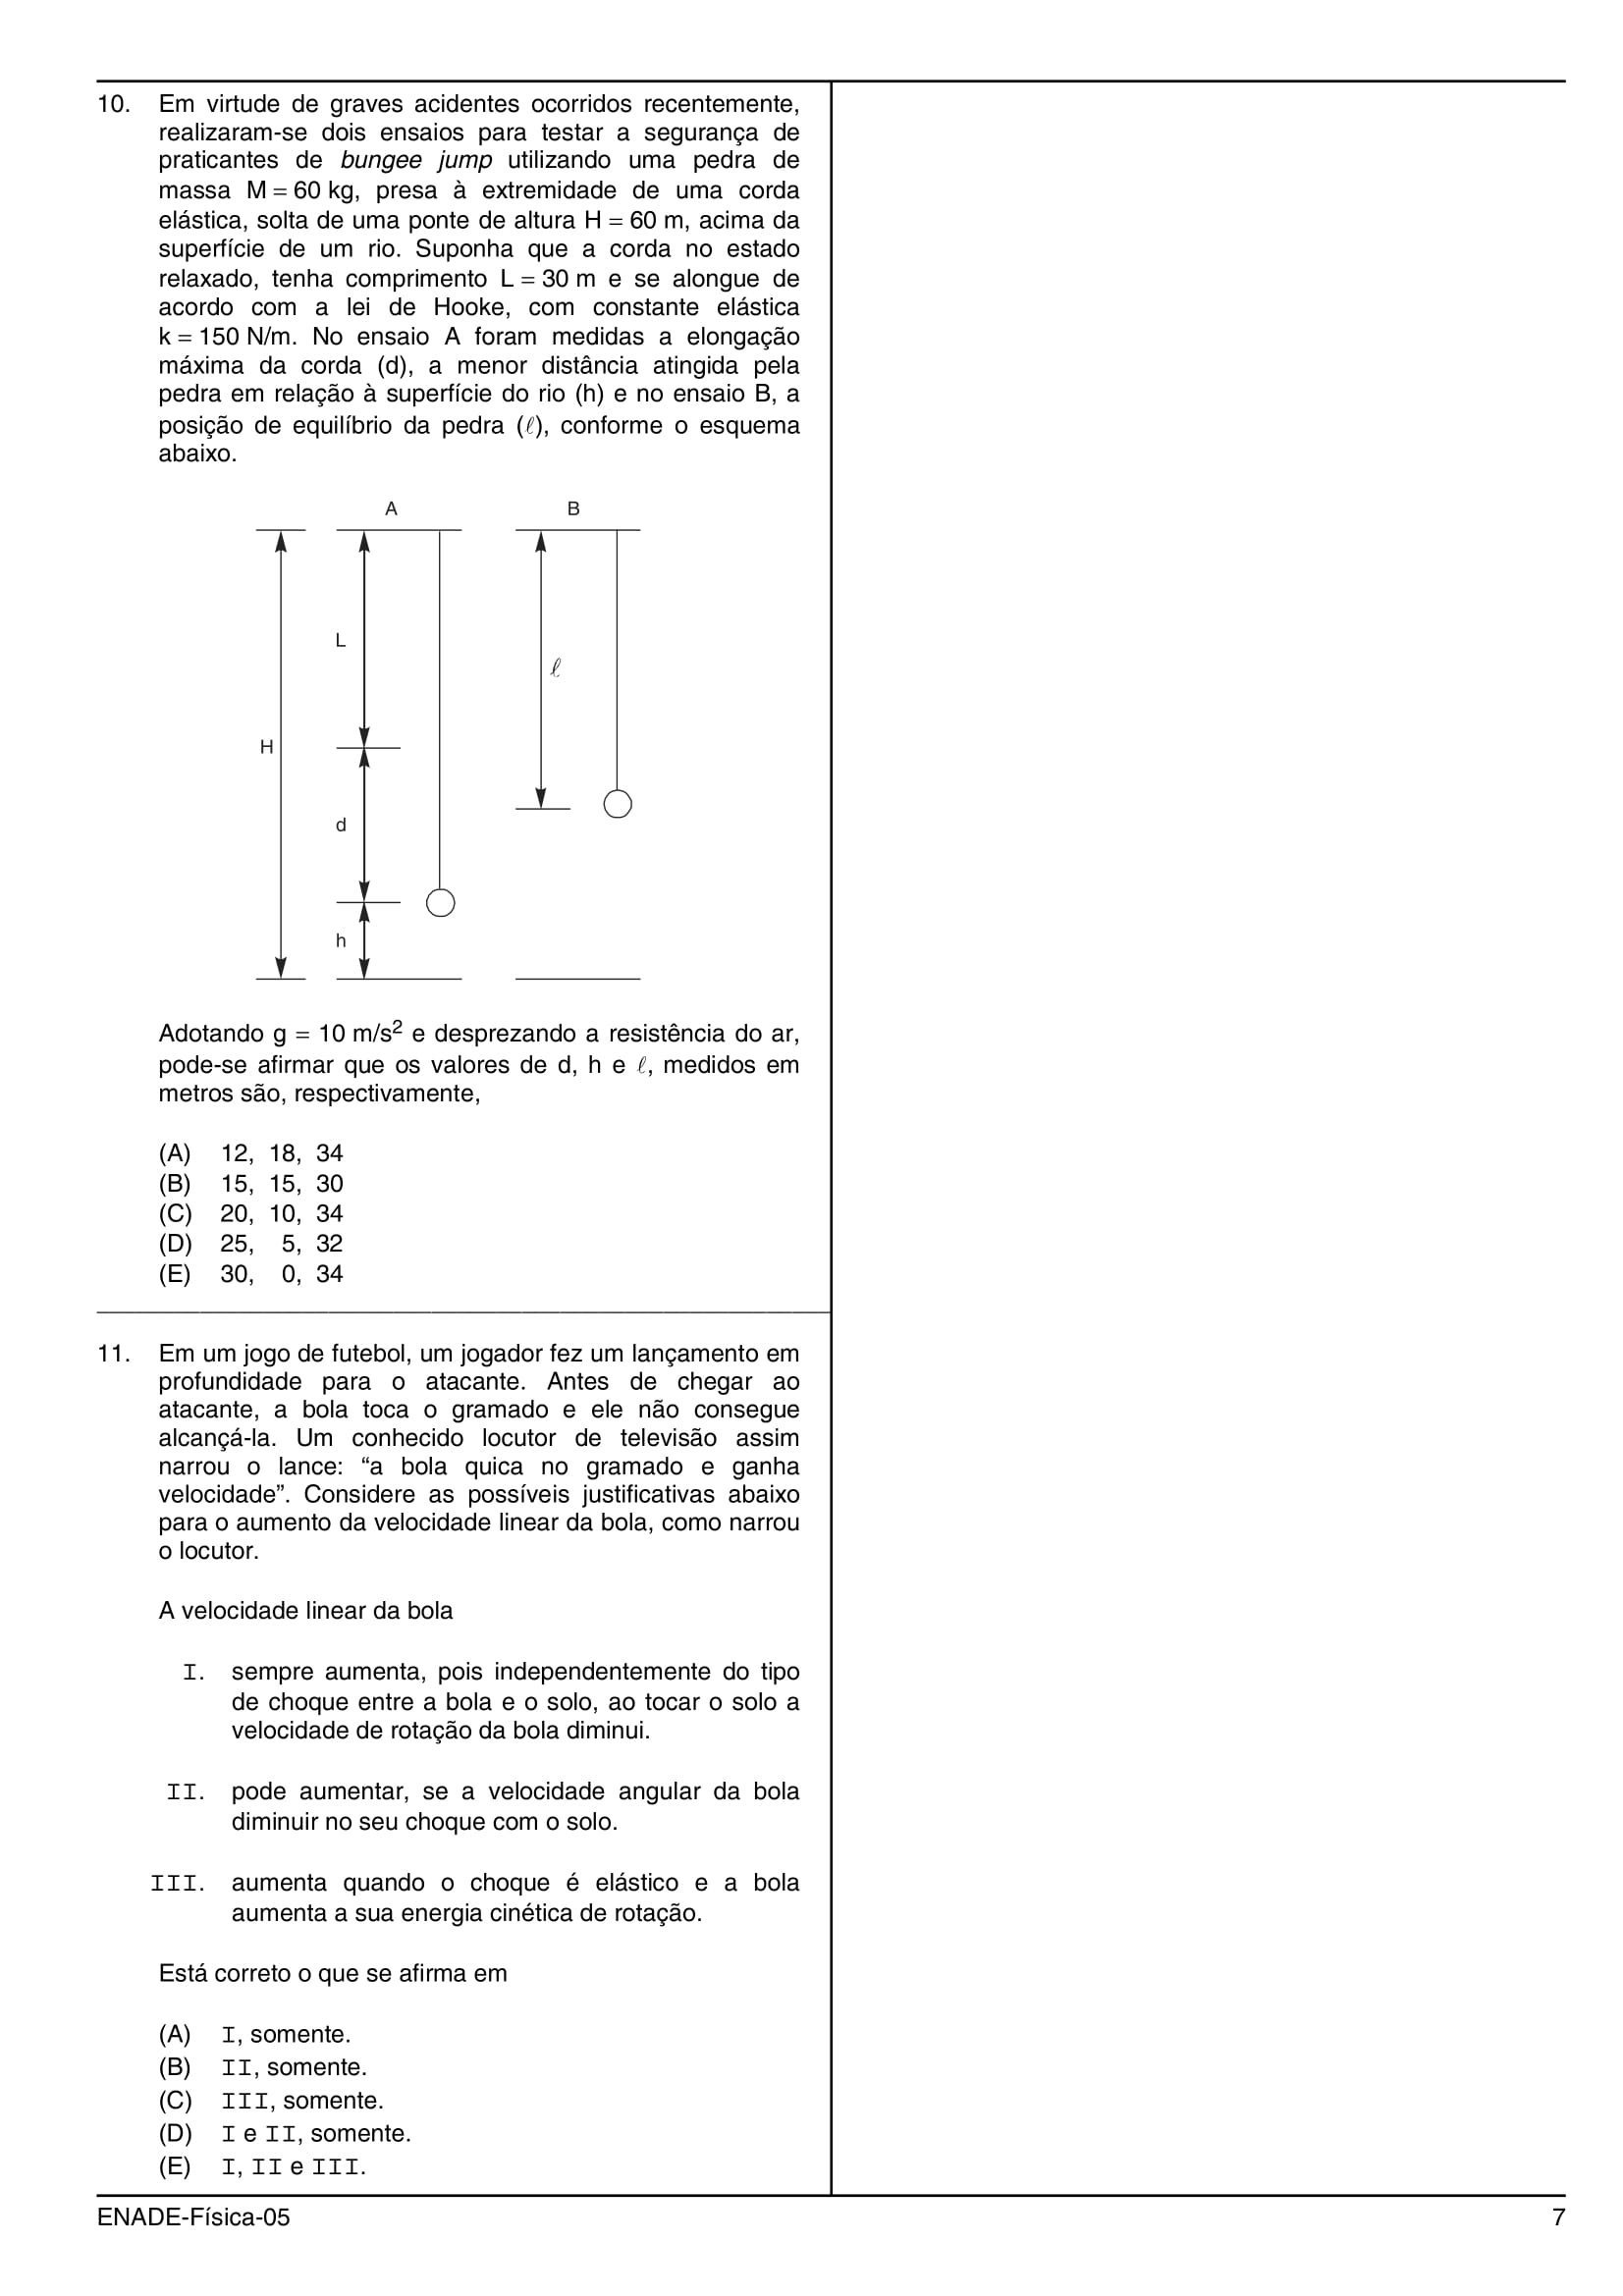 10. Em virtude de graves acidentes ocorridos recentemente,
realizaram-se dois ensaios para testar a segurança de
praticantes de bungee jump utilizando uma pedra de
massa M = 60 kg, presa à extremidade de uma corda
elástica, solta de uma ponte de altura H = 60 m, acima da
superfície de um rio. Suponha que a corda no estado
relaxado, tenha comprimento L = 30 m e se alongue de
acordo com a lei de Hooke, com constante elástica
k = 150 N/m. No ensaio A foram medidas a elongação
máxima da corda (d), a menor distância atingida pela
pedra em relação à superfície do rio (h) e no ensaio B, a
posição de equilíbrio da pedra (ℓ), conforme o esquema
abaixo.
A B
L
ℓ
H
d
h
Adotando g = 10 m/s² e desprezando a resistência do ar,
pode-se afirmar que os valores de d, h e ℓ, medidos em
metros são, respectivamente,
(A) 12, 18, 34
(B) 15, 15, 30
(C) 20, 10, 34
(D) 25, 5, 32
(E) 30, 0, 34
11. Em um jogo de futebol, um jogador fez um lançamento em
profundidade para o atacante. Antes de chegar ao
atacante, a bola toca o gramado e ele não consegue
alcançá-la. Um conhecido locutor de televisão assim
narrou o lance: “a bola quica no gramado e ganha
velocidade”. Considere as possíveis justificativas abaixo
para o aumento da velocidade linear da bola, como narrou
o locutor.
A velocidade linear da bola
I. sempre aumenta, pois independentemente do tipo
de choque entre a bola e o solo, ao tocar o solo a
velocidade de rotação da bola diminui.
II. pode aumentar, se a velocidade angular da bola
diminuir no seu choque com o solo.
III. aumenta quando o choque é elástico e a bola
aumenta a sua energia cinética de rotação.
Está correto o que se afirma em
(A) I, somente.
(B) II, somente.
(C) III, somente.
(D) I e II, somente.
(E) I, II e III.
ENADE-Física-05 7